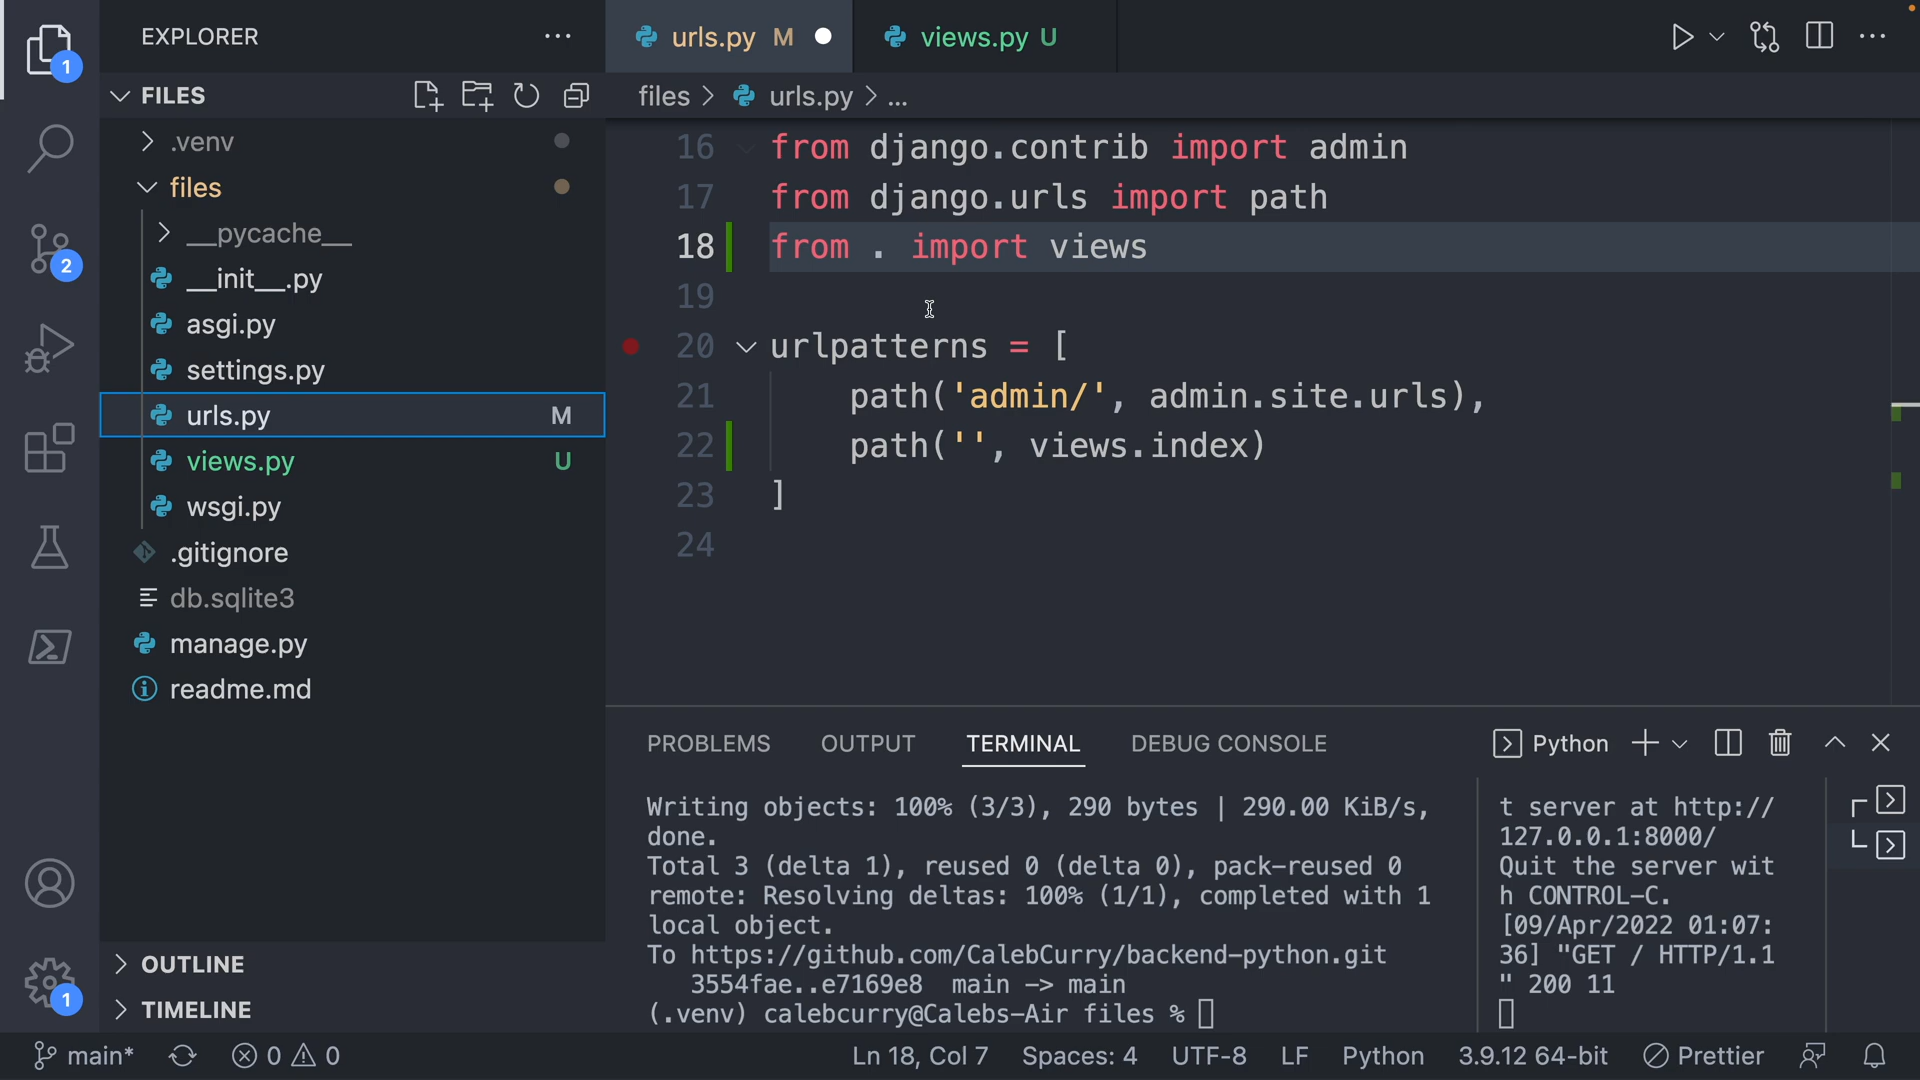 EXPLORER
urls.py M
views.py U
1
FILES
files > urls.py > ...
.venv
files
__pycache__
__init__.py
asgi.py
settings.py
urls.py M
views.py U
wsgi.py
.gitignore
db.sqlite3
manage.py
readme.md
2
OUTLINE
TIMELINE
1
16 from django.contrib import admin
17 from django.urls import path
18 from . import views
19
20 urlpatterns = [
21 path('admin/', admin.site.urls),
22 path('', views.index)
23 ]
24
PROBLEMS OUTPUT TERMINAL DEBUG CONSOLE
Python
Writing objects: 100% (3/3), 290 bytes | 290.00 KiB/s,
done.
Total 3 (delta 1), reused 0 (delta 0), pack-reused 0
remote: Resolving deltas: 100% (1/1), completed with 1
local object.
To https://github.com/CalebCurry/backend-python.git
3554fae..e7169e8 main -> main
(.venv) calebcurry@Calebs-Air files %
t server at http://
127.0.0.1:8000/
Quit the server wit
h CONTROL-C.
[09/Apr/2022 01:07:
36] "GET / HTTP/1.1
" 200 11
main* 0 0 Ln 18, Col 7 Spaces: 4 UTF-8 LF Python 3.9.12 64-bit Prettier